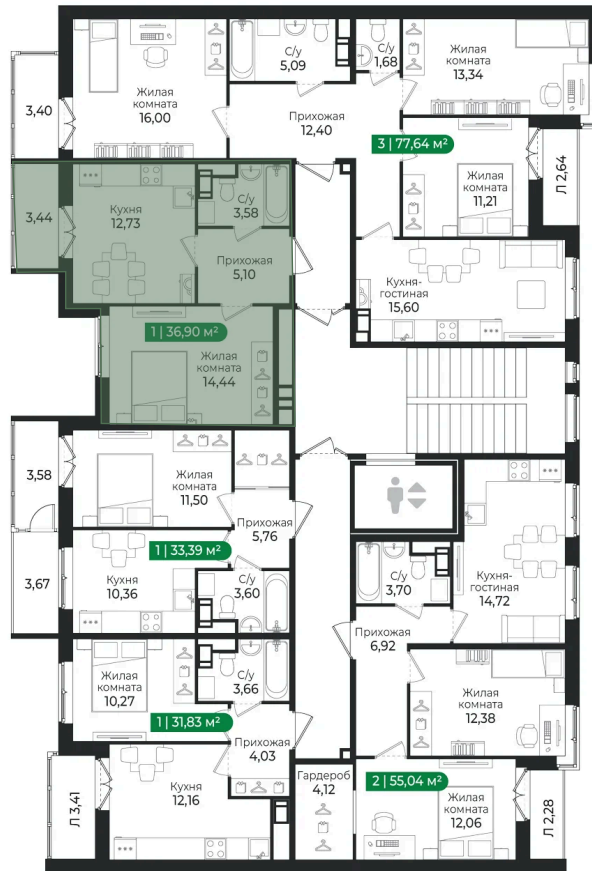 Жилая
комната
16,00
С/у
5,09
С/у
1,68
Жилая
комната
13,34
3,40
Прихожая
12,40
3 | 77,64 м²
Жилая
комната
11,21
Л 2,64
3,44
Кухня
12,73
С/у
3,58
Прихожая
5,10
Кухня-
гостиная
15,60
1 | 36,90 м²
Жилая
комната
14,44
3,58
Жилая
комната
11,50
Прихожая
5,76
1 | 33,39 м²
3,67
Кухня
10,36
С/у
3,60
С/у
3,70
Кухня-
гостиная
14,72
Прихожая
6,92
Жилая
комната
10,27
С/у
3,66
1 | 31,83 м²
Прихожая
4,03
Жилая
комната
12,38
Л 3,41
Кухня
12,16
Гардероб
4,12
2 | 55,04 м²
Жилая
комната
12,06
Л 2,28